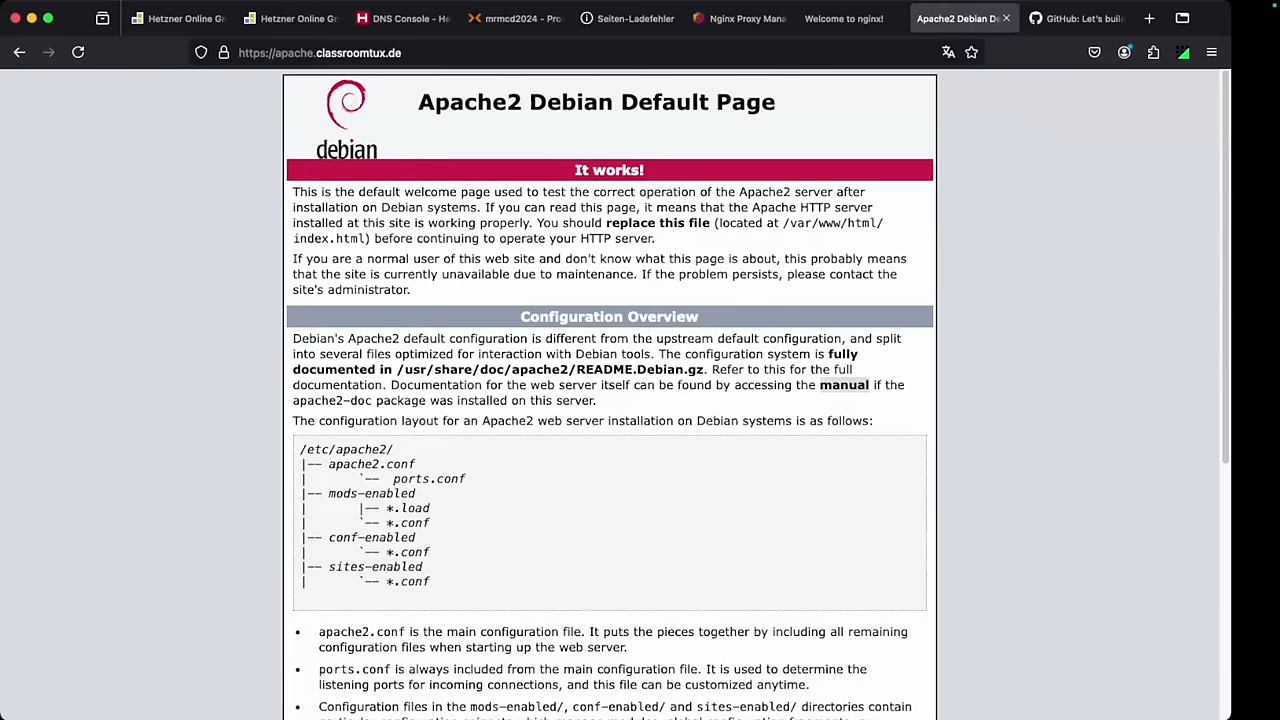 Hetzner Online Gr
Hetzner Online Gr
DNS Console - He
mrmcd2024 - Pro
Seiten-Ladefehler
Nginx Proxy Mana
Welcome to nginx!
Apache2 Debian De
GitHub: Let's buil
https://apache.classroomtux.de
debian
Apache2 Debian Default Page
It works!
This is the default welcome page used to test the correct operation of the Apache2 server after
installation on Debian systems. If you can read this page, it means that the Apache HTTP server
installed at this site is working properly. You should replace this file (located at /var/www/html/
index.html) before continuing to operate your HTTP server.
If you are a normal user of this web site and don't know what this page is about, this probably means
that the site is currently unavailable due to maintenance. If the problem persists, please contact the
site's administrator.
Configuration Overview
Debian's Apache2 default configuration is different from the upstream default configuration, and split
into several files optimized for interaction with Debian tools. The configuration system is fully
documented in /usr/share/doc/apache2/README.Debian.gz. Refer to this for the full
documentation. Documentation for the web server itself can be found by accessing the manual if the
apache2-doc package was installed on this server.
The configuration layout for an Apache2 web server installation on Debian systems is as follows:
/etc/apache2/
|-- apache2.conf
|       `--  ports.conf
|-- mods-enabled
|       |-- *.load
|       `-- *.conf
|-- conf-enabled
|       `-- *.conf
|-- sites-enabled
|       `-- *.conf
• apache2.conf is the main configuration file. It puts the pieces together by including all remaining
configuration files when starting up the web server.
• ports.conf is always included from the main configuration file. It is used to determine the
listening ports for incoming connections, and this file can be customized anytime.
• Configuration files in the mods-enabled/, conf-enabled/ and sites-enabled/ directories contain